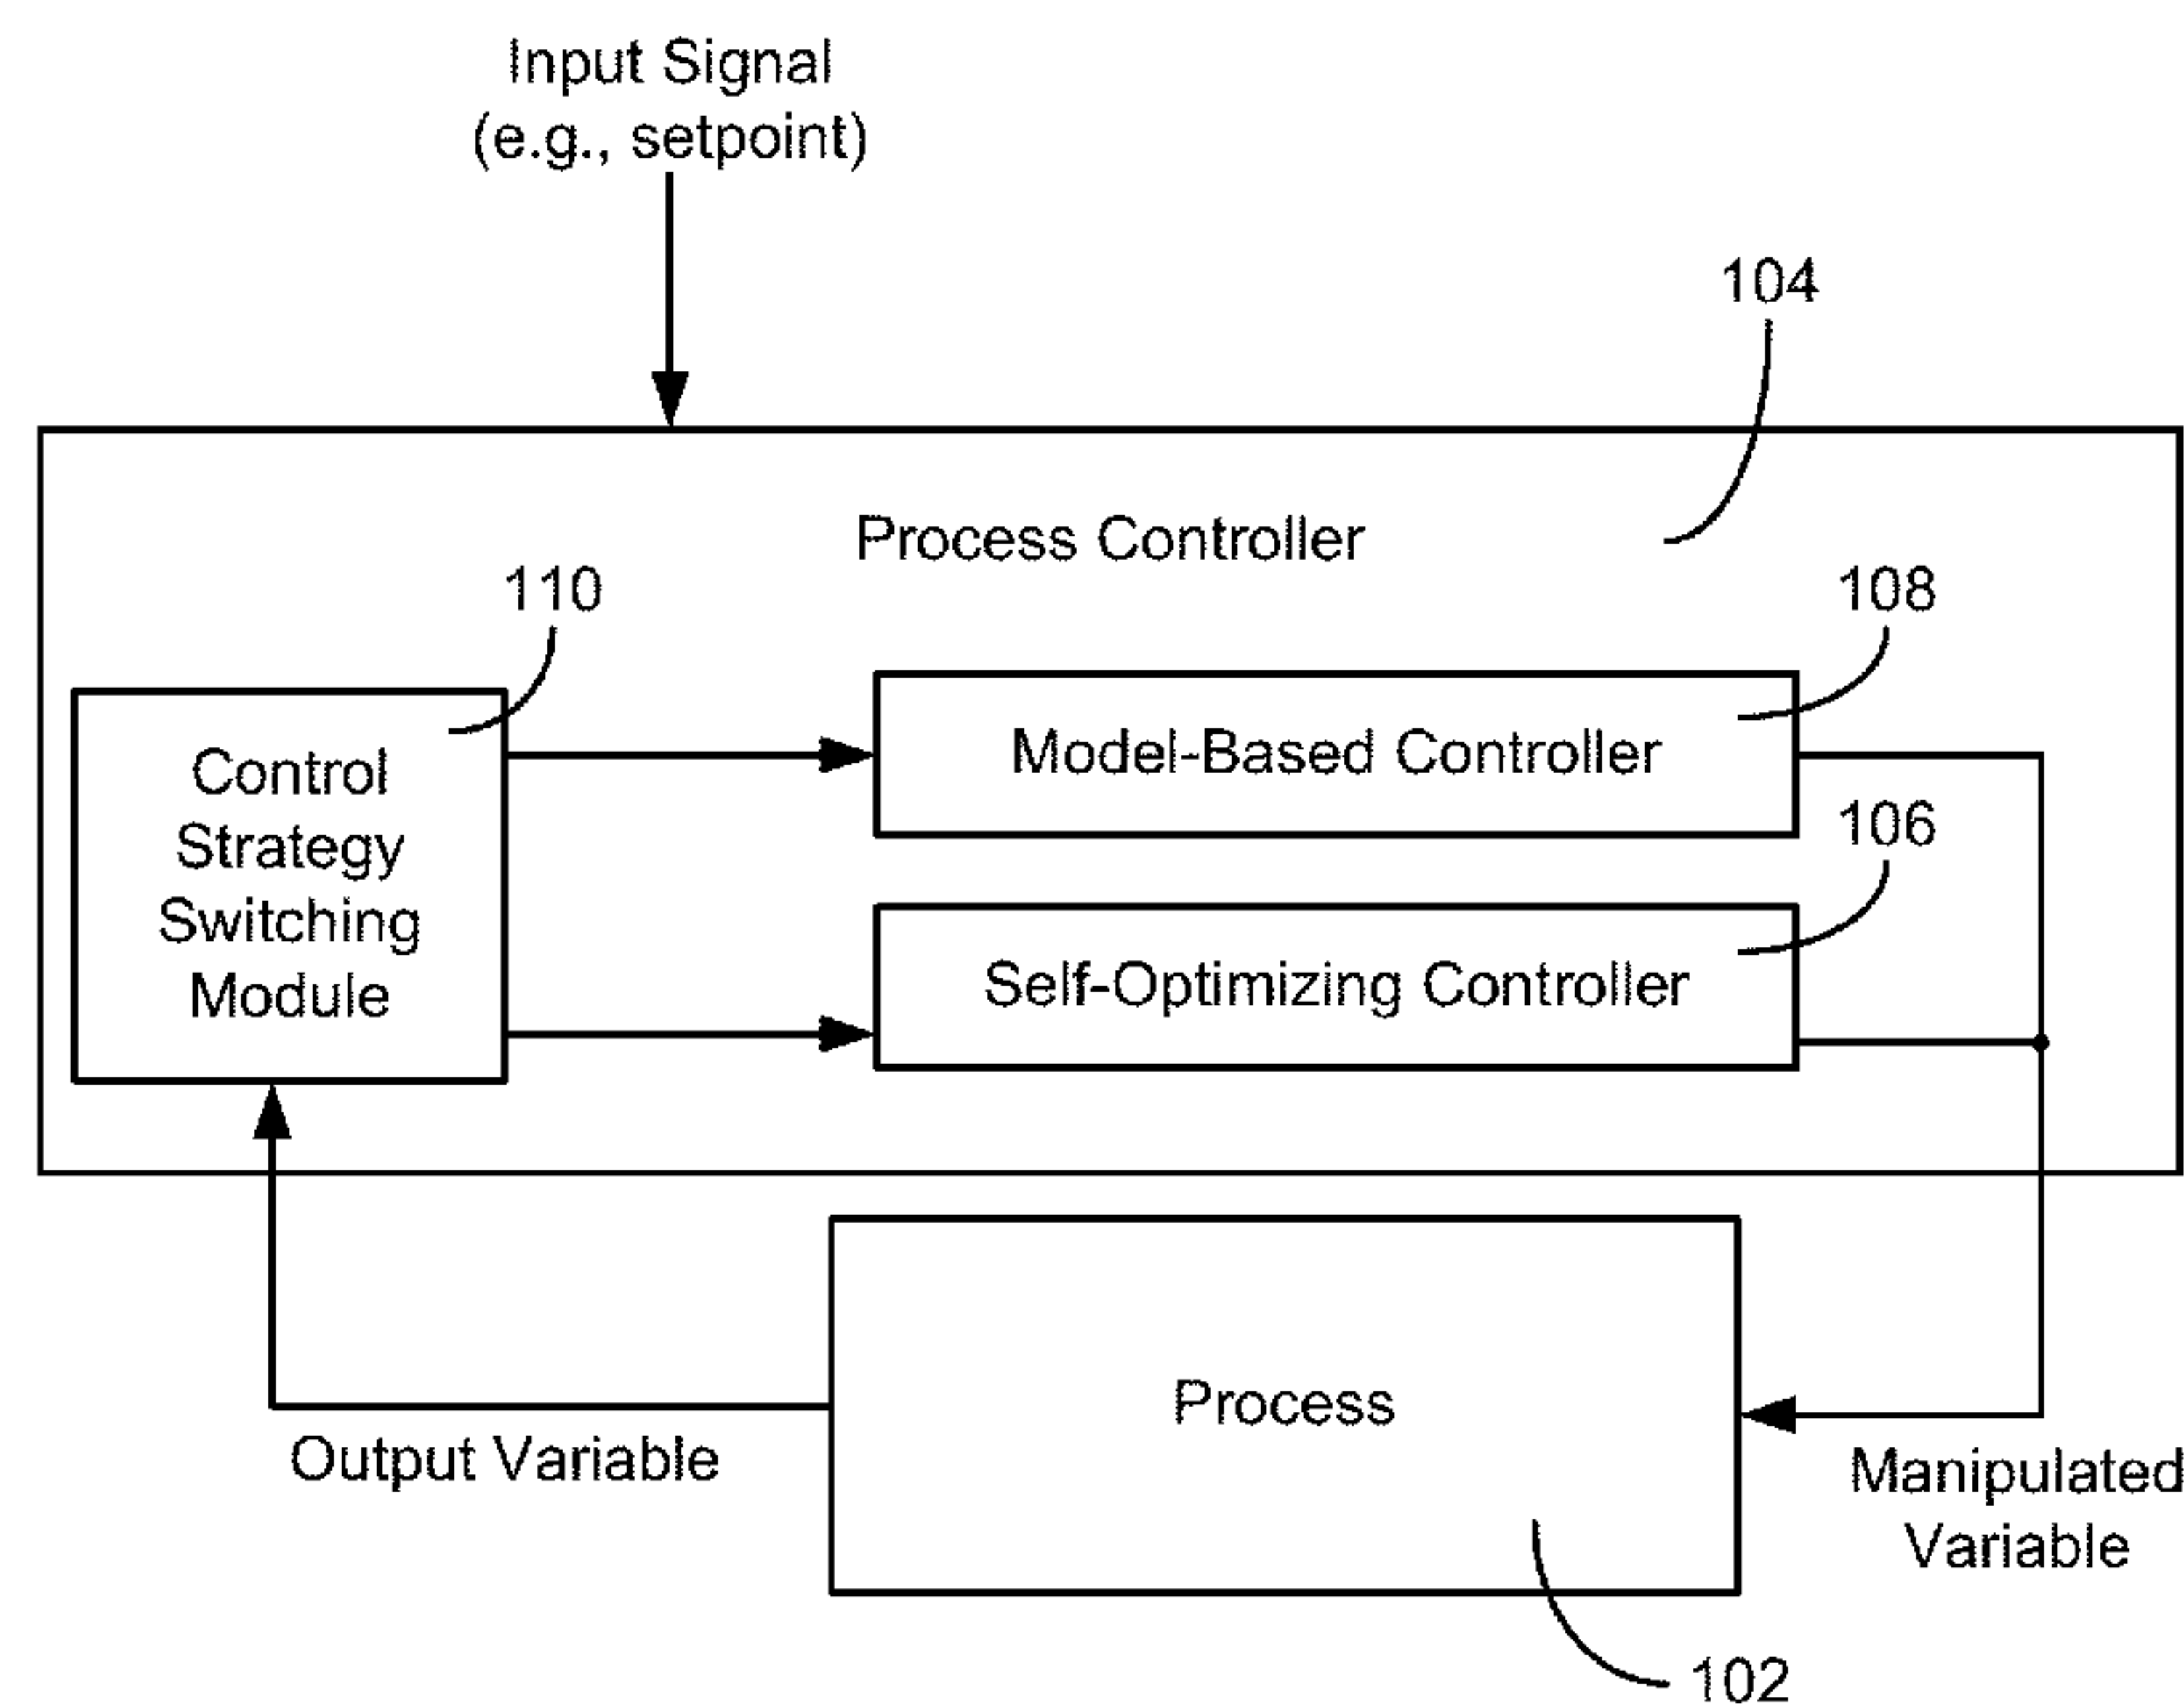 Input Signal
(e.g., setpoint)
104
Process Controller
110
108
Control
Strategy
Switching
Module
Model-Based Controller
106
Self-Optimizing Controller
Process
Output Variable
Manipulated
Variable
102